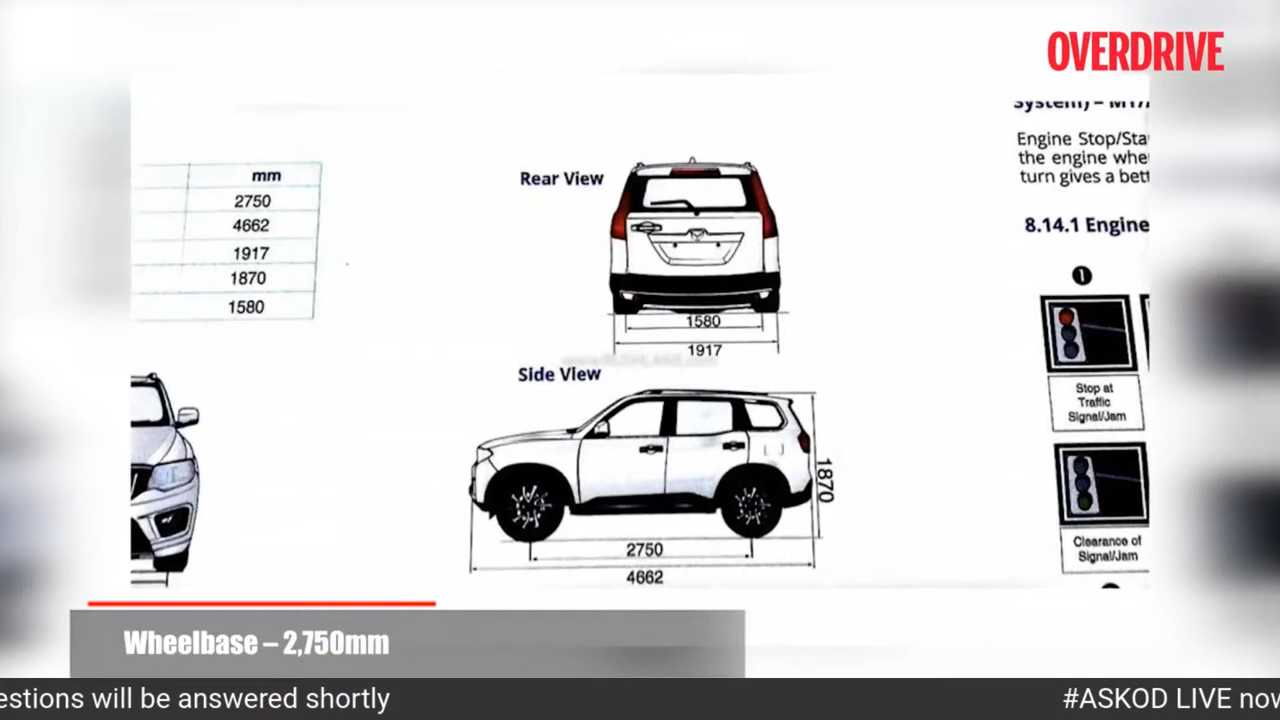 OVERDRIVE
mm
2750
4662
1917
1870
1580
Rear View
1580
1917
Side View
1870
2750
4662
Engine Stop/Sta
the engine whe
turn gives a bett
8.14.1 Engine
1
Stop at
Traffic
Signal/Jam
Clearance of
Signal/Jam
Wheelbase – 2,750mm
estions will be answered shortly
#ASKOD LIVE now